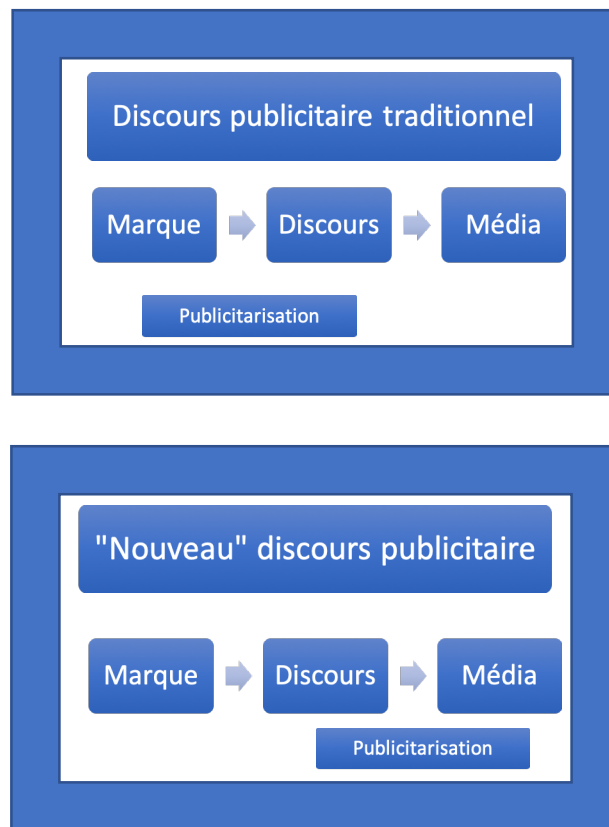 Discours publicitaire traditionnel
Marque Discours Média
Publicitarisation
"Nouveau" discours publicitaire
Marque Discours Média
Publicitarisation